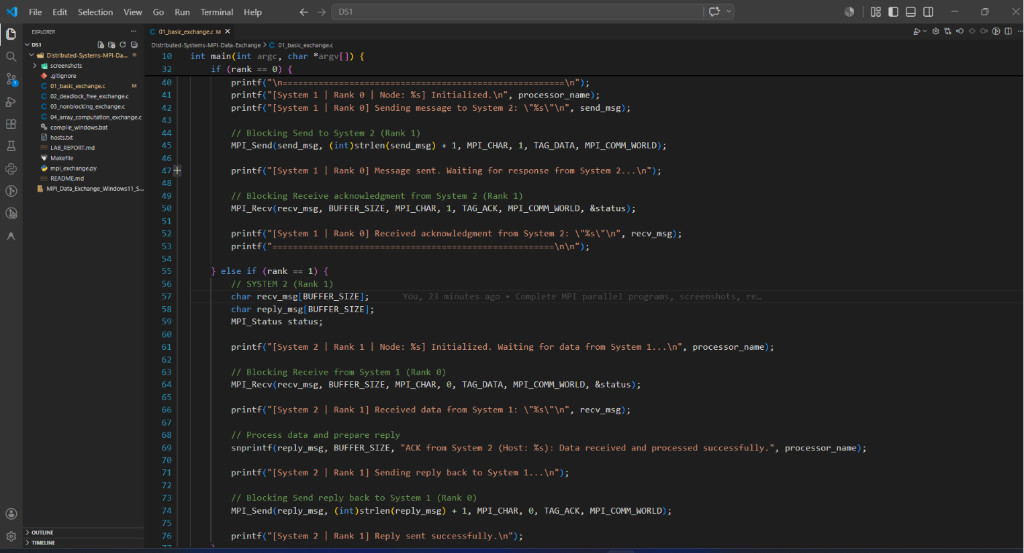 File Edit Selection View Go Run Terminal Help
DS1
EXPLORER
DS1
Distributed-Systems-MPI-Da...
screenshots
.gitignore
01_basic_exchange.c M
02_deadlock_free_exchange.c
03_nonblocking_exchange.c
04_array_computation_exchange.c
compile_windows.bat
hosts.txt
LAB_REPORT.md
Makefile
mpi_exchange.py
README.md
MPI_Data_Exchange_Windows11_S...
OUTLINE
TIMELINE
01_basic_exchange.c M
Distributed-Systems-MPI-Data-Exchange > 01_basic_exchange.c
10 int main(int argc, char *argv[]) {
32 if (rank == 0) {
40 printf("\n======================================================\n");
41 printf("[System 1 | Rank 0 | Node: %s] Initialized.\n", processor_name);
42 printf("[System 1 | Rank 0] Sending message to System 2: \"%s\"\n", send_msg);
43
44 // Blocking Send to System 2 (Rank 1)
45 MPI_Send(send_msg, (int)strlen(send_msg) + 1, MPI_CHAR, 1, TAG_DATA, MPI_COMM_WORLD);
46
47 printf("[System 1 | Rank 0] Message sent. Waiting for response from System 2...\n");
48
49 // Blocking Receive acknowledgment from System 2 (Rank 1)
50 MPI_Recv(recv_msg, BUFFER_SIZE, MPI_CHAR, 1, TAG_ACK, MPI_COMM_WORLD, &status);
51
52 printf("[System 1 | Rank 0] Received acknowledgment from System 2: \"%s\"\n", recv_msg);
53 printf("======================================================\n\n");
54
55 } else if (rank == 1) {
56 // SYSTEM 2 (Rank 1)
57 char recv_msg[BUFFER_SIZE]; You, 23 minutes ago • Complete MPI parallel programs, screenshots, re…
58 char reply_msg[BUFFER_SIZE];
59 MPI_Status status;
60
61 printf("[System 2 | Rank 1 | Node: %s] Initialized. Waiting for data from System 1...\n", processor_name);
62
63 // Blocking Receive from System 1 (Rank 0)
64 MPI_Recv(recv_msg, BUFFER_SIZE, MPI_CHAR, 0, TAG_DATA, MPI_COMM_WORLD, &status);
65
66 printf("[System 2 | Rank 1] Received data from System 1: \"%s\"\n", recv_msg);
67
68 // Process data and prepare reply
69 snprintf(reply_msg, BUFFER_SIZE, "ACK from System 2 (Host: %s): Data received and processed successfully.", processor_name);
70
71 printf("[System 2 | Rank 1] Sending reply back to System 1...\n");
72
73 // Blocking Send reply back to System 1 (Rank 0)
74 MPI_Send(reply_msg, (int)strlen(reply_msg) + 1, MPI_CHAR, 0, TAG_ACK, MPI_COMM_WORLD);
75
76 printf("[System 2 | Rank 1] Reply sent successfully.\n");